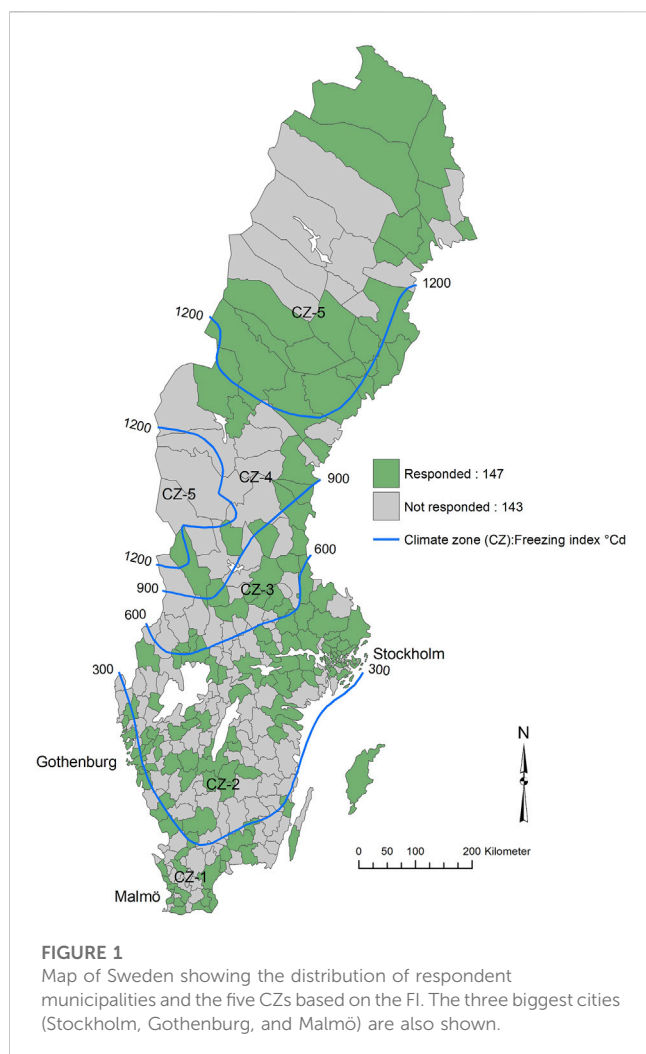 1200
1200
CZ-5
1200
CZ-4
900
CZ-5
Responded : 147
Not responded : 143
Climate zone (CZ):Freezing index °Cd
1200
600
900
CZ-3
600
Stockholm
300
300
Gothenburg
N
CZ-2
0 50 100 200 Kilometer
CZ-1
Malmö
FIGURE 1
Map of Sweden showing the distribution of respondent
municipalities and the five CZs based on the FI. The three biggest cities
(Stockholm, Gothenburg, and Malmö) are also shown.